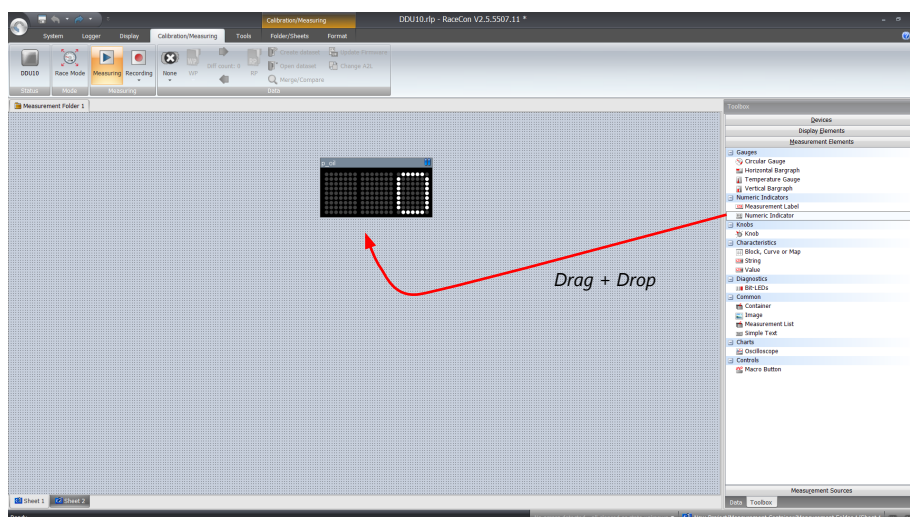 Calibration/Measuring
DDU10.rlp - RaceCon V2.5.5507.11 *
System Logger Display Calibration/Measuring Tools Folder/Sheets Format
DDU10 Race Mode Measuring Recording None WP Diff count: 0 RP
Create dataset Update Firmware
Open dataset Change A2L
Merge/Compare
Status Mode Measuring Data
Measurement Folder 1
Toolbox
Devices
Display Elements
Measurement Elements
Gauges
Circular Gauge
Horizontal Bargraph
Temperature Gauge
Vertical Bargraph
Numeric Indicators
Measurement Label
Numeric Indicator
Knobs
Knob
Characteristics
Block, Curve or Map
String
Value
Diagnostics
Bit-LEDs
Common
Container
Image
Measurement List
Simple Text
Charts
Oscilloscope
Controls
Macro Button
p_oil
0
Drag + Drop
Measurement Sources
Sheet 1 Sheet 2
Data Toolbox